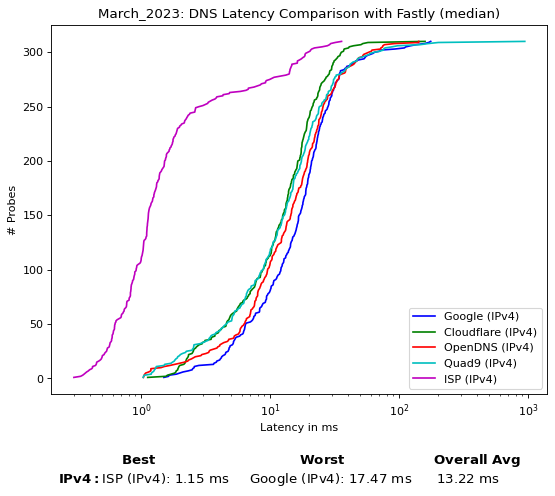 March_2023: DNS Latency Comparison with Fastly (median)
300
250
200
150
100
50
0
# Probes
10^0 10^1 10^2 10^3
Latency in ms
Google (IPv4)
Cloudflare (IPv4)
OpenDNS (IPv4)
Quad9 (IPv4)
ISP (IPv4)
Best Worst Overall Avg
IPv4: ISP (IPv4): 1.15 ms Google (IPv4): 17.47 ms 13.22 ms